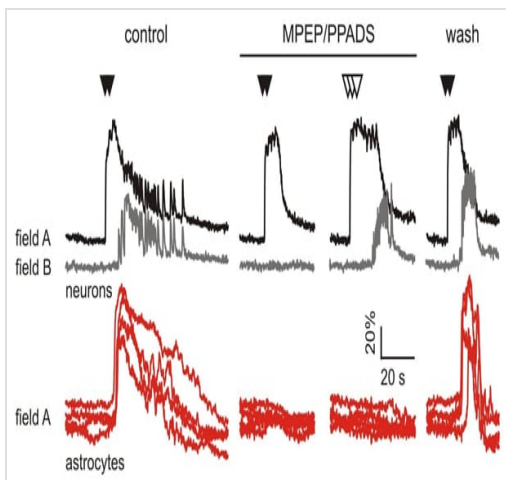 control MPEP/PPADS wash
field A
field B
neurons
20%
20 s
field A
astrocytes